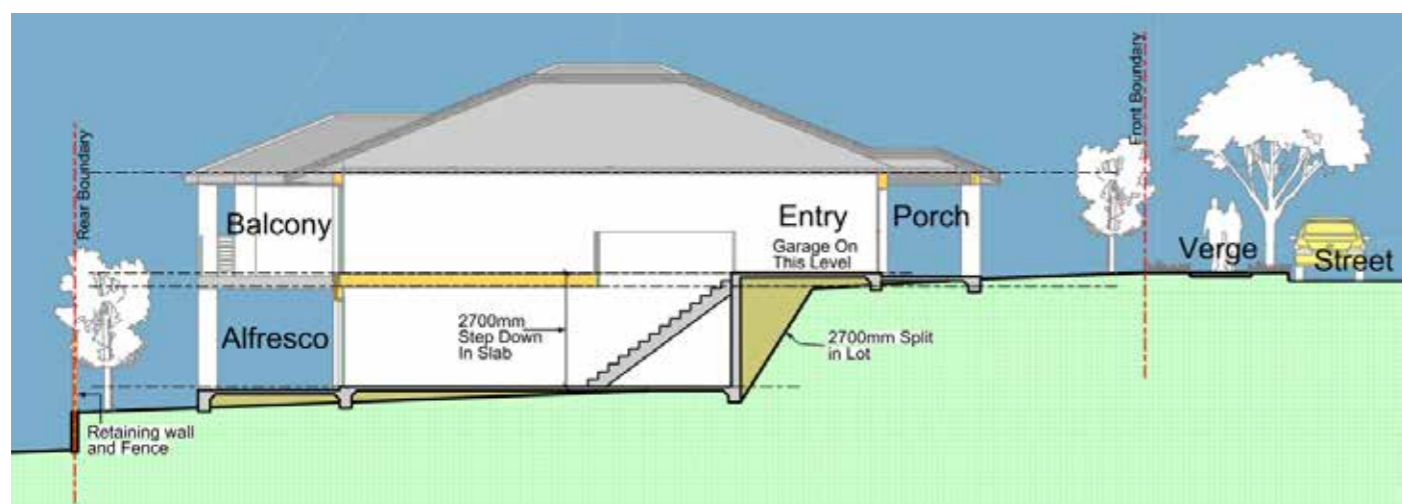 Rear Boundary
Front Boundary
Balcony
Entry
Garage On
This Level
Porch
Verge
Street
Alfresco
2700mm
Step Down
In Slab
2700mm Split
in Lot
Retaining wall
and Fence